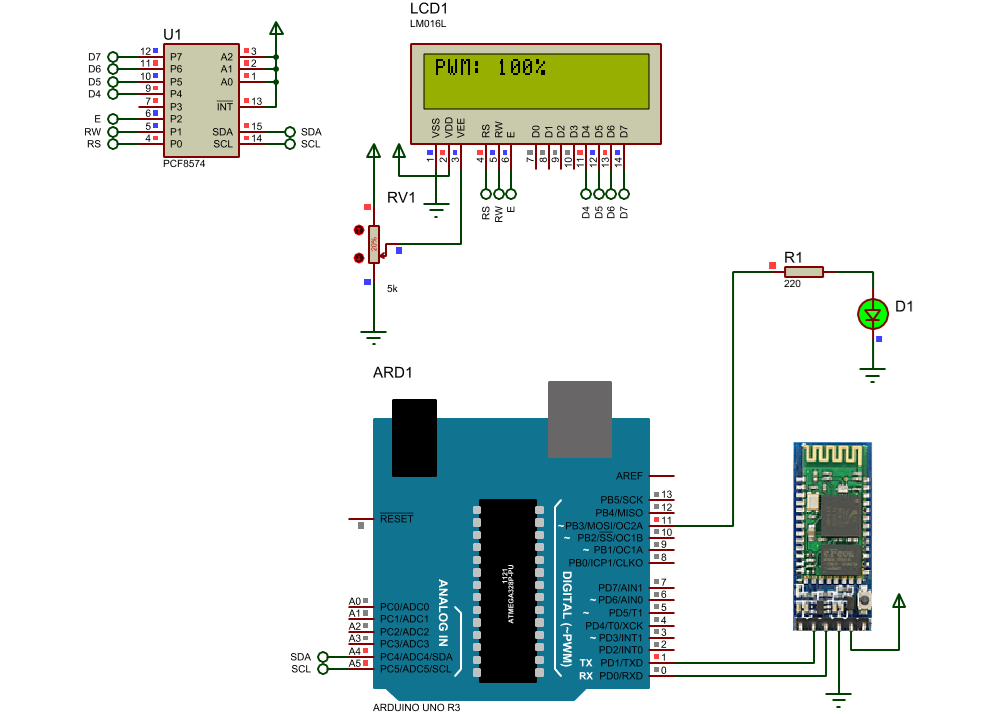 U1
D7 12 P7 A2 3
D6 11 P6 A1 2
D5 10 P5 A0 1
D4 9 P4
7 P3 INT 13
E 6 P2
RW 5 P1 SDA 15 SDA
RS 4 P0 SCL 14 SCL
PCF8574
LCD1
LM016L
PWM: 100%
VSS VDD VEE RS RW E D0 D1 D2 D3 D4 D5 D6 D7
1 2 3 4 5 6 7 8 9 10 11 12 13 14
RS RW E D4 D5 D6 D7
RV1
20%
5k
R1
220
D1
ARD1
AREF
PB5/SCK 13
PB4/MISO 12
RESET
~PB3/MOSI/OC2A 11
~ PB2/SS/OC1B 10
~ PB1/OC1A 9
PB0/ICP1/CLKO 8
1121
ATMEGA328P-PU
ANALOG IN
DIGITAL (~PWM)
PD7/AIN1 7
~ PD6/AIN0 6
~ PD5/T1 5
PD4/T0/XCK 4
~ PD3/INT1 3
PD2/INT0 2
TX PD1/TXD 1
RX PD0/RXD 0
A0 PC0/ADC0
A1 PC1/ADC1
A2 PC2/ADC2
A3 PC3/ADC3
SDA A4 PC4/ADC4/SDA
SCL A5 PC5/ADC5/SCL
ARDUINO UNO R3